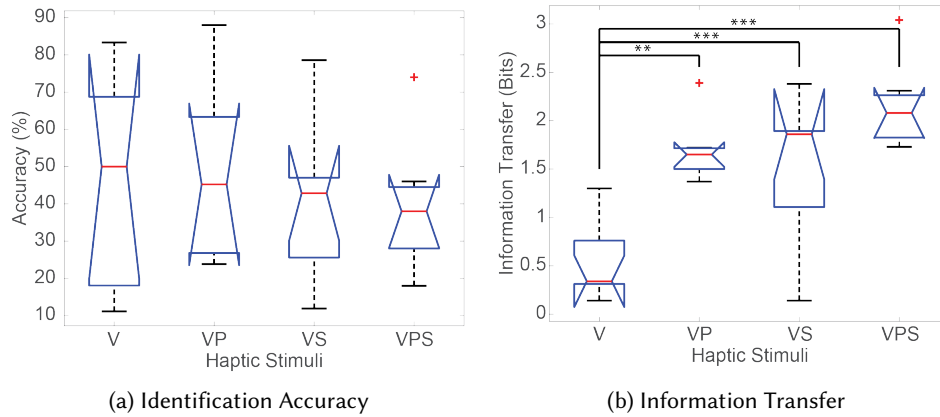 90
80
70
60
50
40
30
20
10
Accuracy (%)
V VP VS VPS
Haptic Stimuli
(a) Identification Accuracy
3
2.5
2
1.5
1
0.5
0
Information Transfer (Bits)
***
***
**
V VP VS VPS
Haptic Stimuli
(b) Information Transfer